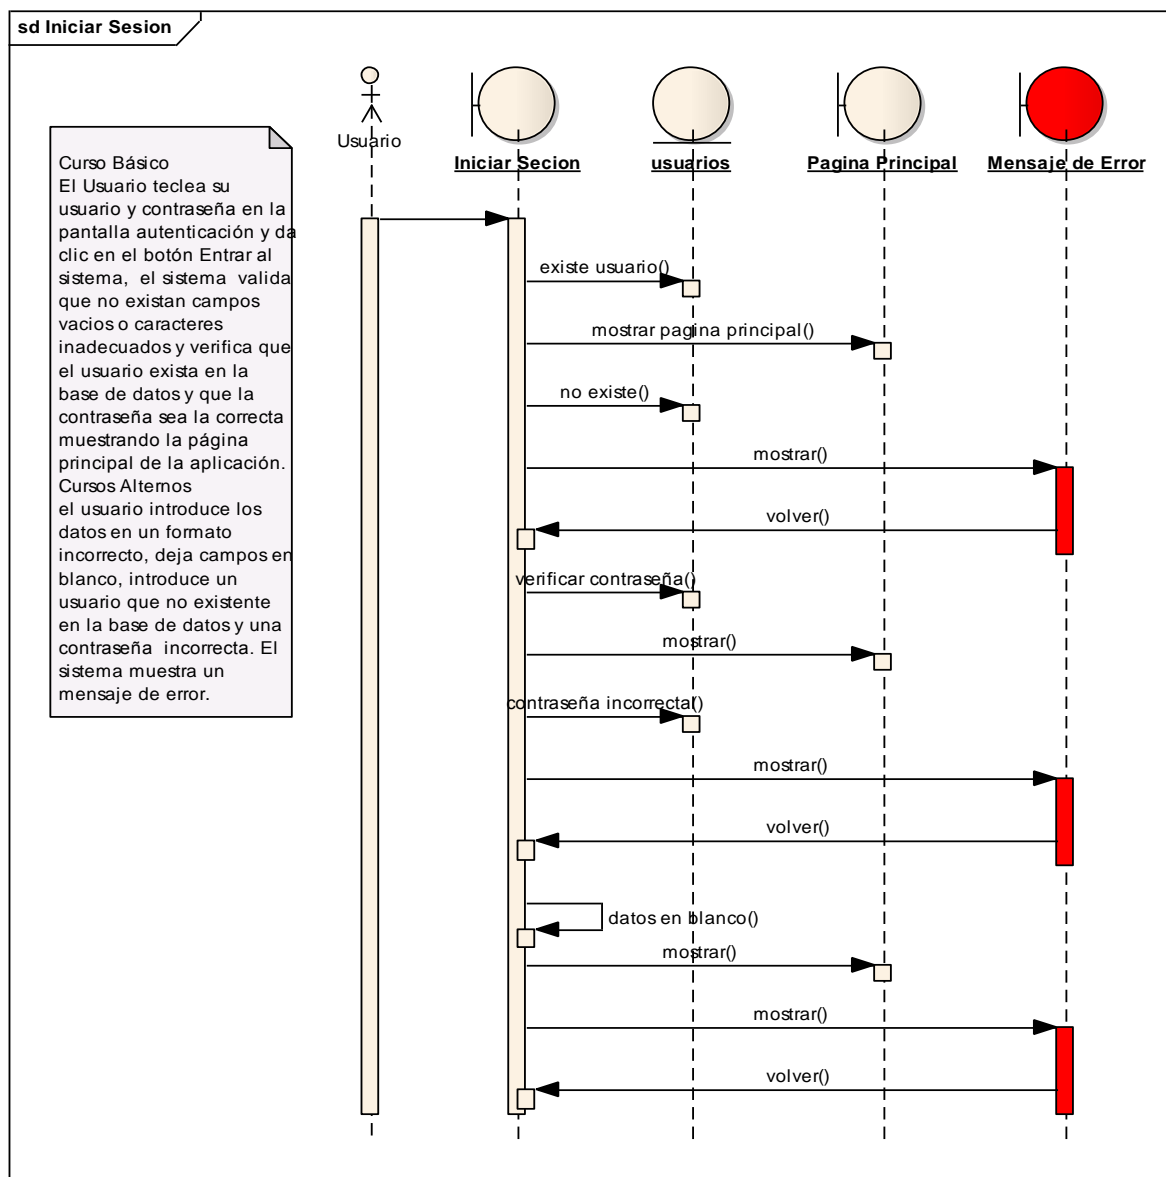 sd Iniciar Sesion
Usuario
Iniciar Secion
usuarios
Pagina Principal
Mensaje de Error
Curso Básico
El Usuario teclea su
usuario y contraseña en la
pantalla autenticación y da
clic en el botón Entrar al
sistema, el sistema valida
que no existan campos
vacios o caracteres
inadecuados y verifica que
el usuario exista en la
base de datos y que la
contraseña sea la correcta
muestrando la página
principal de la aplicación.
Cursos Alternos
el usuario introduce los
datos en un formato
incorrecto, deja campos en
blanco, introduce un
usuario que no existente
en la base de datos y una
contraseña incorrecta. El
sistema muestra un
mensaje de error.
existe usuario()
mostrar pagina principal()
no existe()
mostrar()
volver()
verificar contraseña()
mostrar()
contraseña incorrecta()
mostrar()
volver()
datos en blanco()
mostrar()
mostrar()
volver()